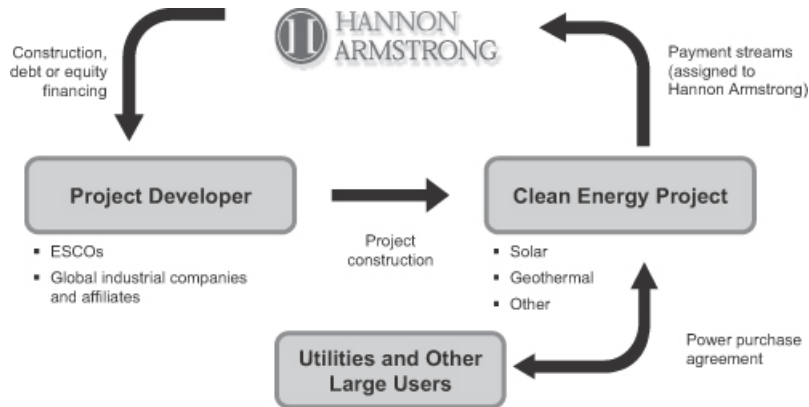 HANNON
ARMSTRONG
Construction,
debt or equity
financing
Payment streams
(assigned to
Hannon Armstrong)
Project Developer
Clean Energy Project
Project
construction
▪ ESCOs
▪ Global industrial companies
and affiliates
▪ Solar
▪ Geothermal
▪ Other
Utilities and Other
Large Users
Power purchase
agreement